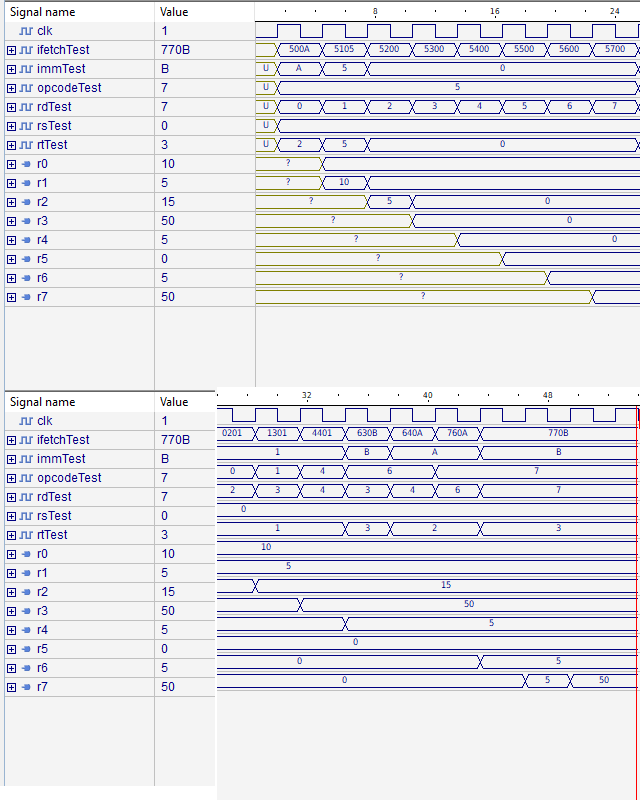 Signal name Value 8 16 24
clk 1
ifetchTest 770B 500A 5105 5200 5300 5400 5500 5600 5700
immTest B U A 5 0
opcodeTest 7 U 5
rdTest 7 U 0 1 2 3 4 5 6 7
rsTest 0 U
rtTest 3 U 2 5 0
r0 10 ?
r1 5 ? 10
r2 15 ? 5 0
r3 50 ? 0
r4 5 ? 0
r5 0 ?
r6 5 ?
r7 50 ?
Signal name Value 32 40 48
clk 1
ifetchTest 770B 0201 1301 4401 630B 640A 760A 770B
immTest B 1 B A B
opcodeTest 7 0 1 4 6 7
rdTest 7 2 3 4 3 4 6 7
rsTest 0 0
rtTest 3 1 3 2 3
r0 10 10
r1 5 5
r2 15 15
r3 50 50
r4 5 5
r5 0 0
r6 5 0 5
r7 50 0 5 50